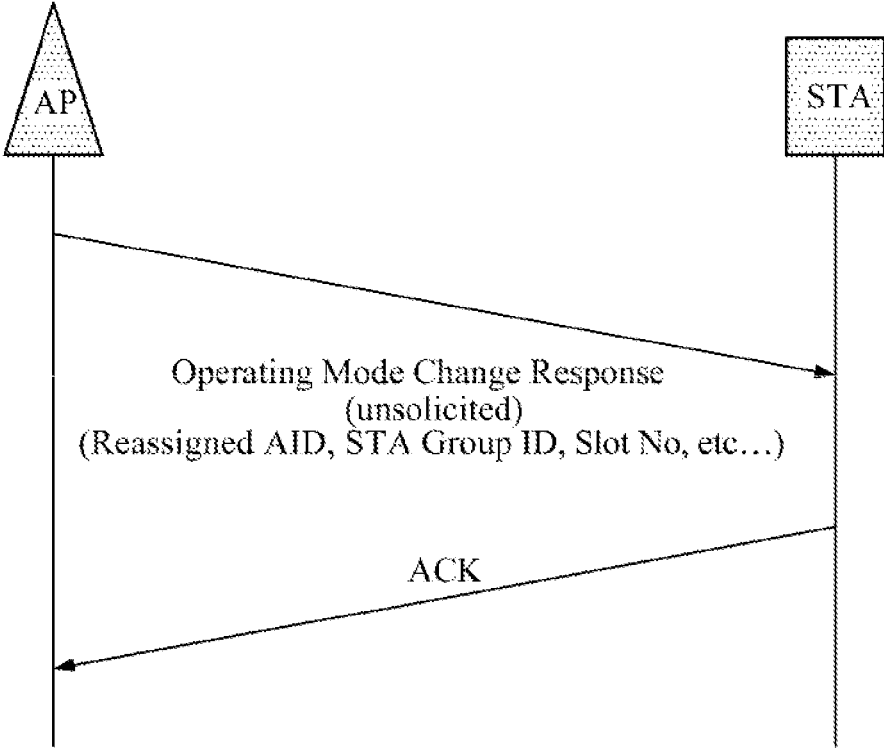 AP
STA
Operating Mode Change Response
(unsolicited)
(Reassigned AID, STA Group ID, Slot No, etc…)
ACK